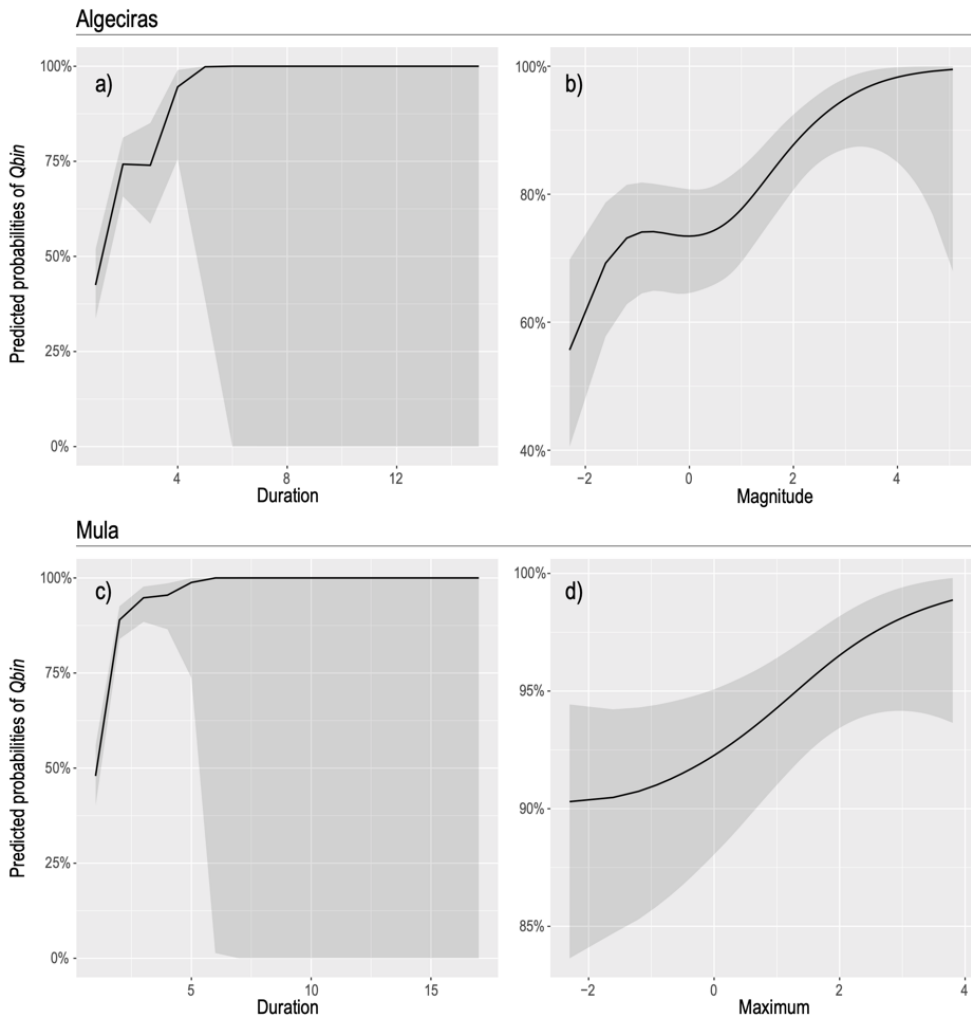 Algeciras
a)
100%
75%
50%
25%
0%
Predicted probabilities of Qbin
4
8
12
Duration
b)
100%
80%
60%
40%
−2
0
2
4
Magnitude
Mula
c)
100%
75%
50%
25%
0%
Predicted probabilities of Qbin
5
10
15
Duration
d)
100%
95%
90%
85%
−2
0
2
4
Maximum